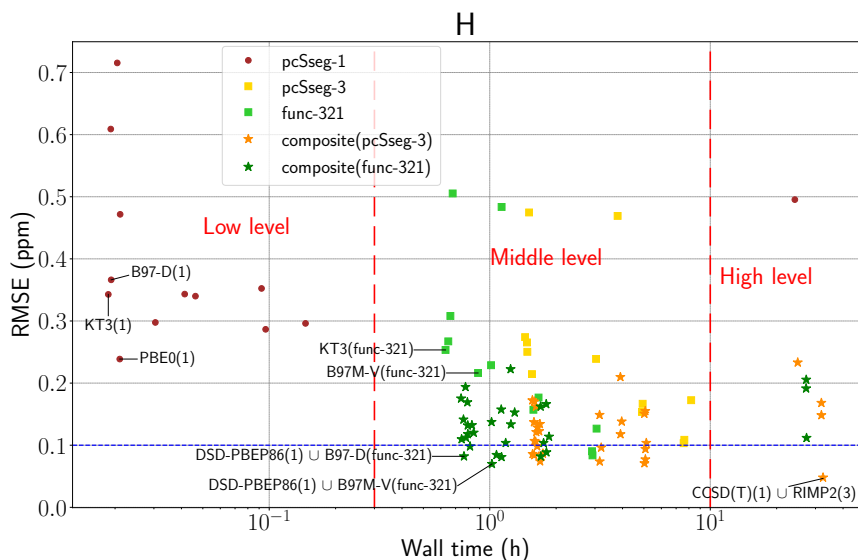 H
0.7
0.6
0.5
0.4
0.3
0.2
0.1
0.0
RMSE (ppm)
pcSseg-1
pcSseg-3
func-321
composite(pcSseg-3)
composite(func-321)
Low level
Middle level
High level
B97-D(1)
KT3(1)
PBE0(1)
KT3(func-321)
B97M-V(func-321)
DSD-PBEP86(1) ∪ B97-D(func-321)
DSD-PBEP86(1) ∪ B97M-V(func-321)
CCSD(T)(1) ∪ RIMP2(3)
10⁻¹ 10⁰ 10¹
Wall time (h)